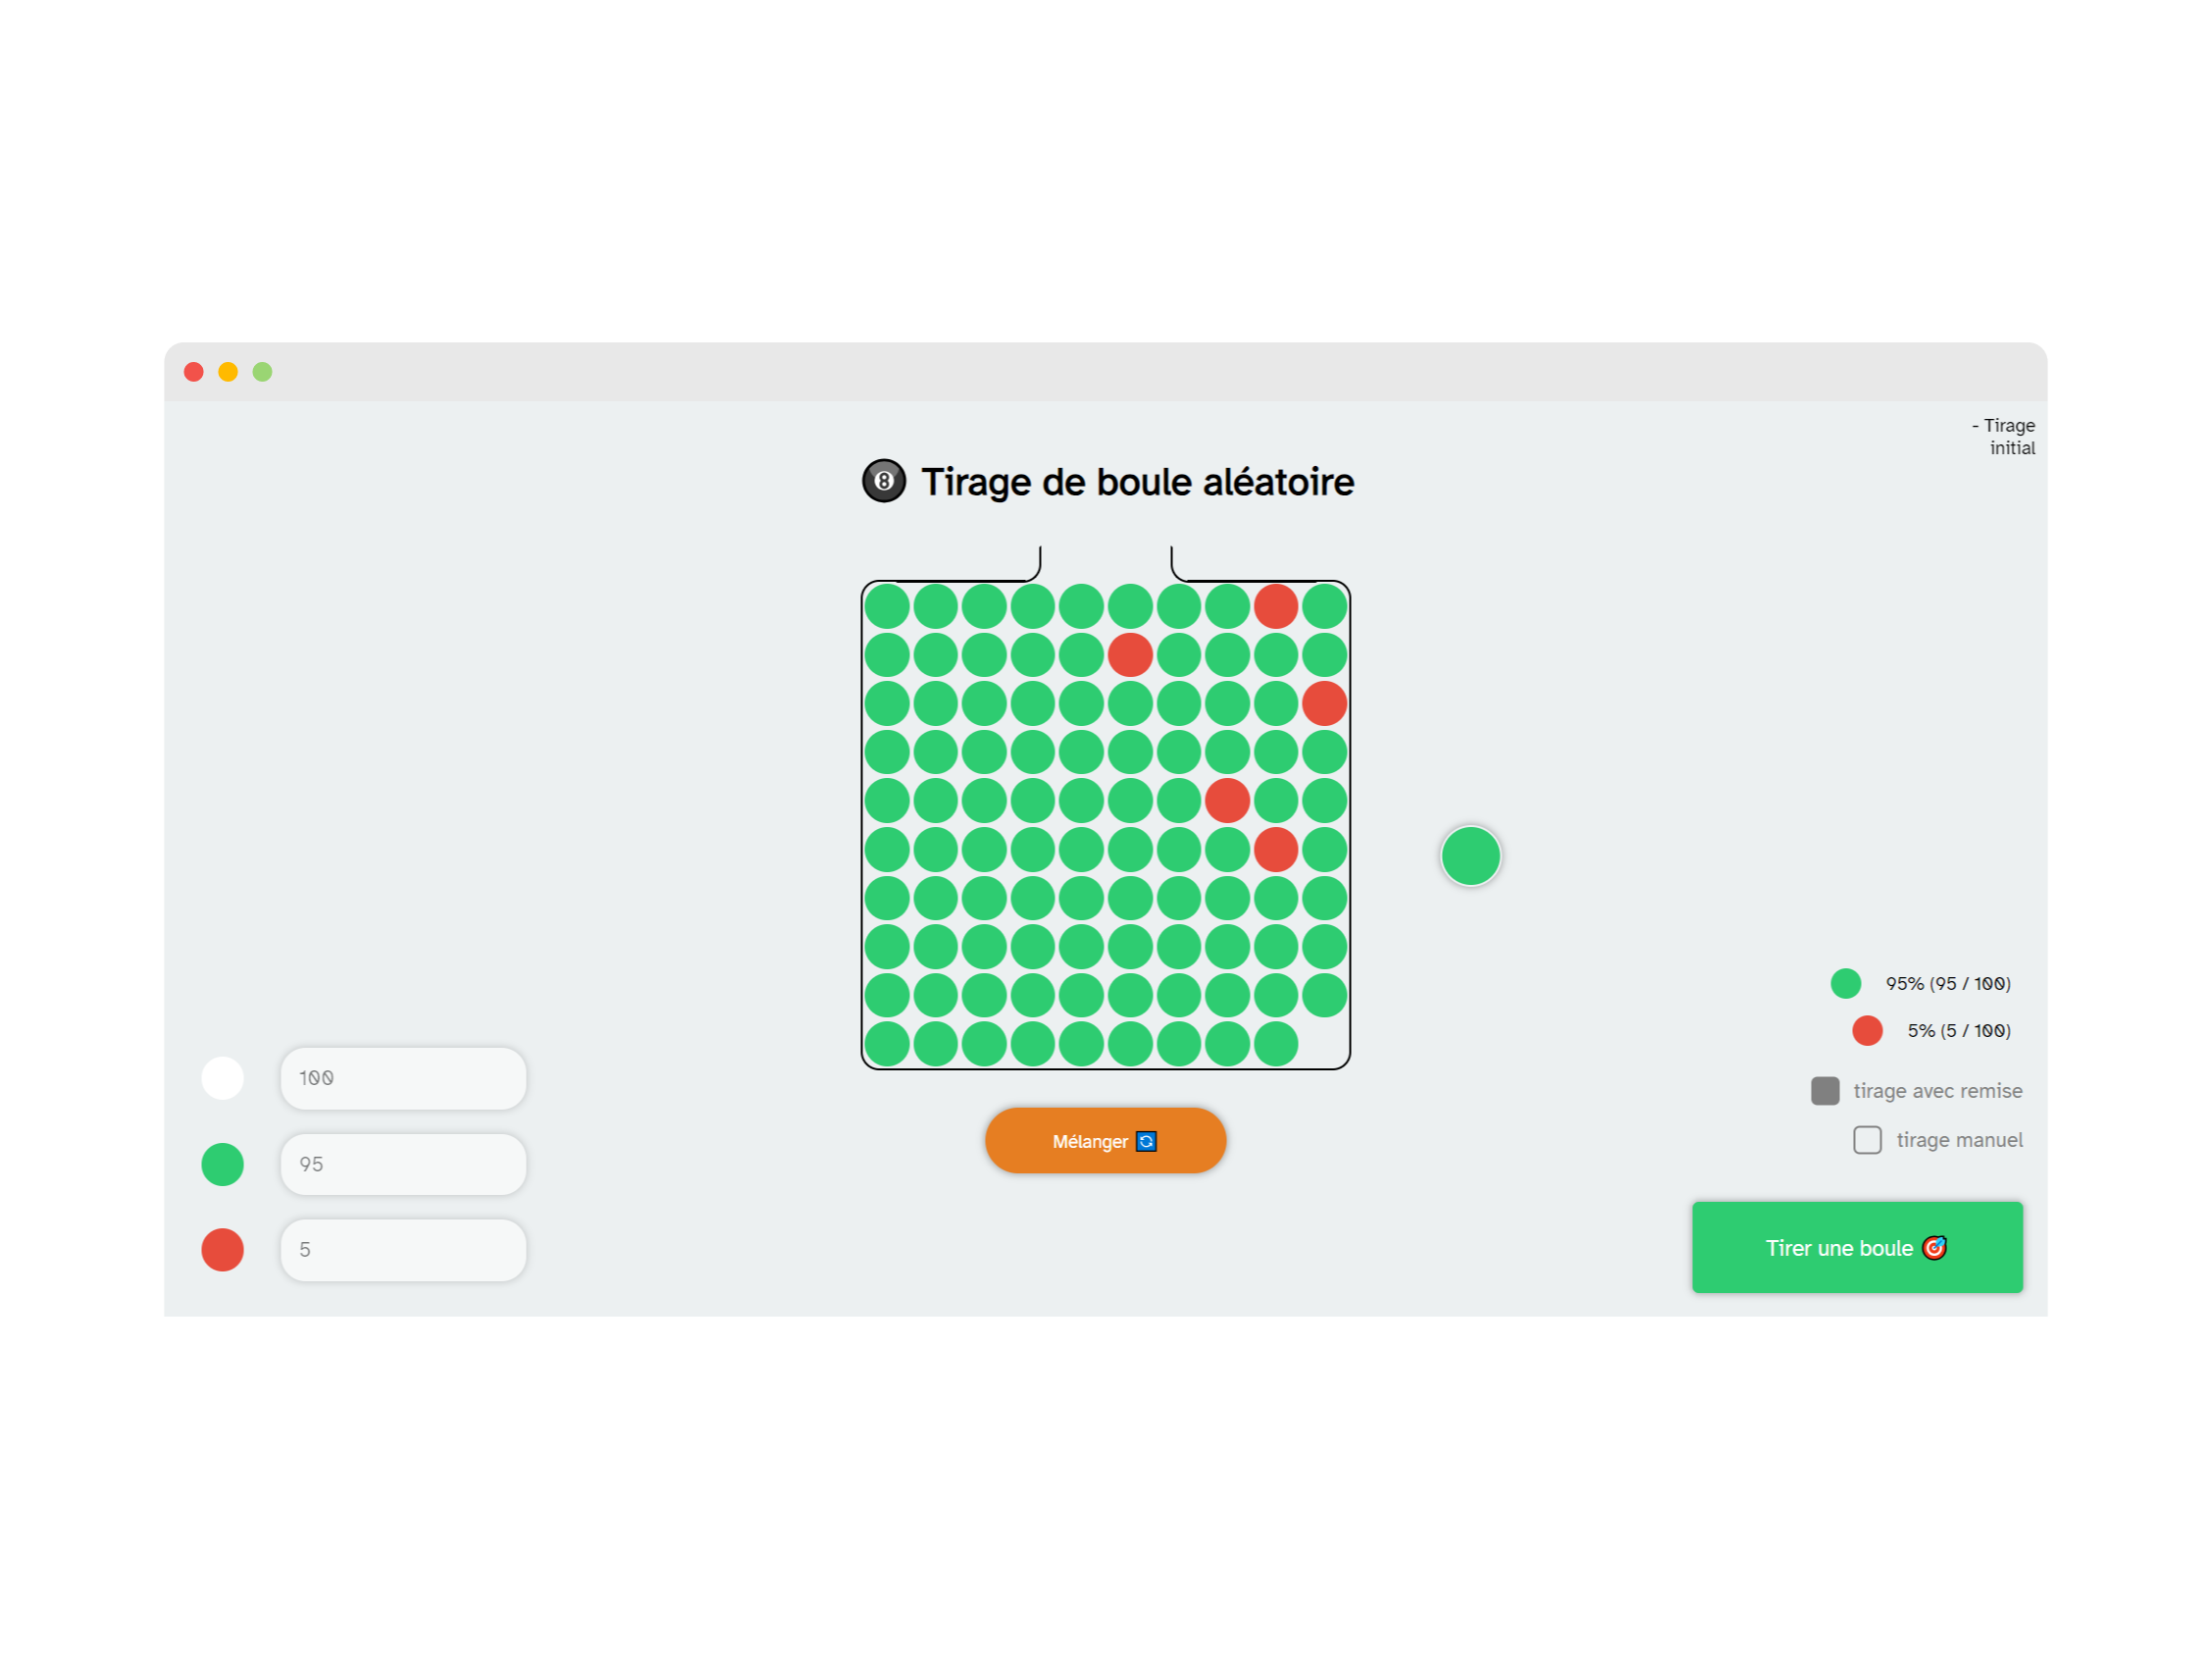 - Tirage
initial
Tirage de boule aléatoire
100
95
5
Mélanger
95% (95 / 100)
5% (5 / 100)
tirage avec remise
tirage manuel
Tirer une boule